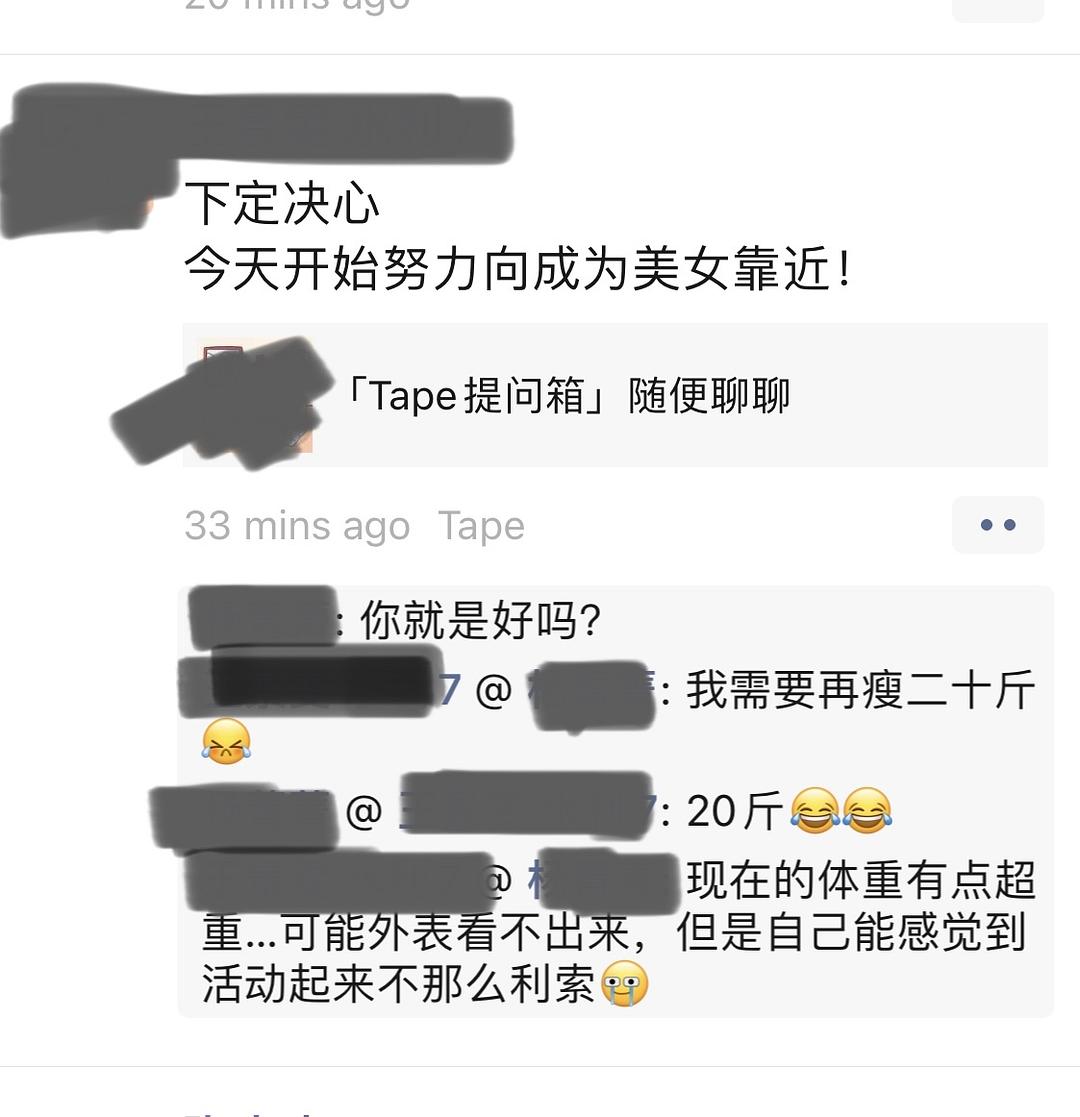 20 mins ago
下定决心
今天开始努力向成为美女靠近！
「Tape提问箱」随便聊聊
33 mins ago Tape
: 你就是好吗?
7 @ : 我需要再瘦二十斤
😭
@ 7: 20斤😂😂
@ 现在的体重有点超
重...可能外表看不出来，但是自己能感觉到
活动起来不那么利索🥹